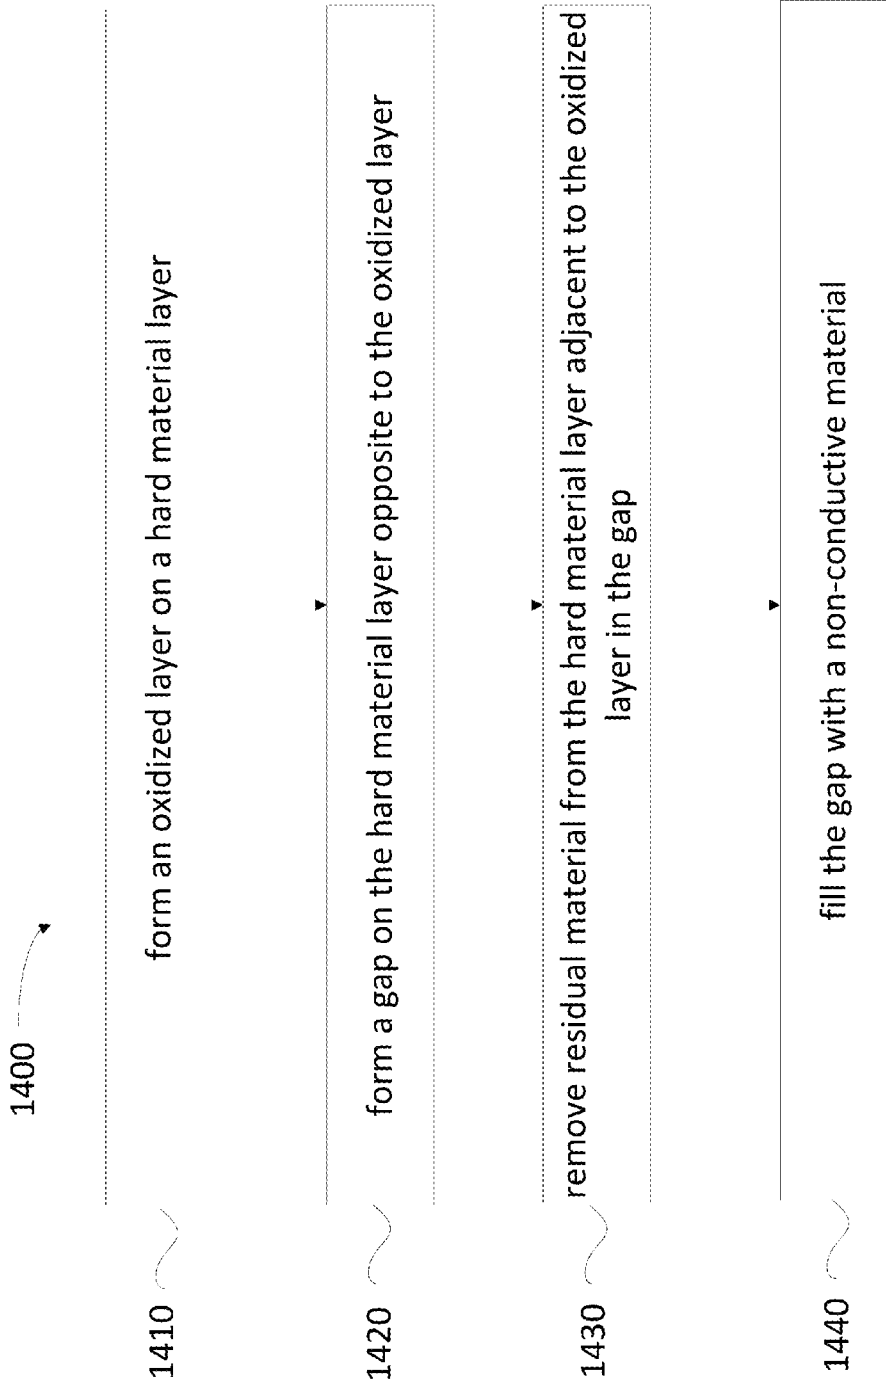 1400
1410
form an oxidized layer on a hard material layer
1420
form a gap on the hard material layer opposite to the oxidized layer
1430
remove residual material from the hard material layer adjacent to the oxidized
layer in the gap
1440
fill the gap with a non-conductive material